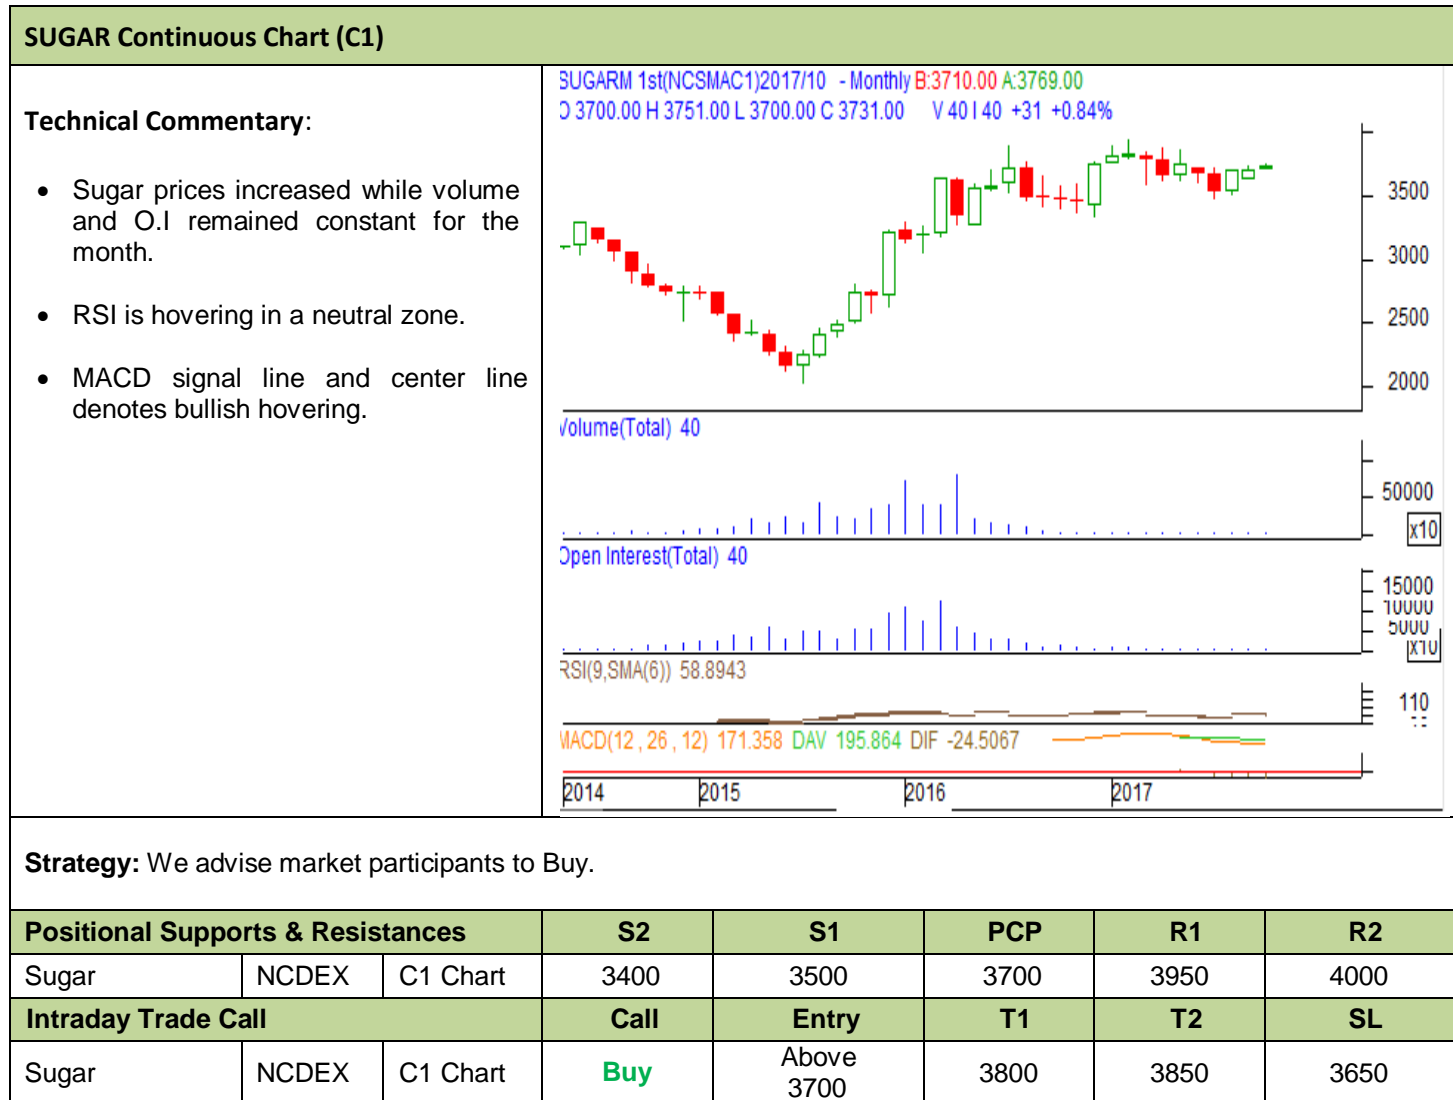 SUGAR Continuous Chart (C1)
Technical Commentary:
• Sugar prices increased while volume
and O.I remained constant for the
month.
• RSI is hovering in a neutral zone.
• MACD signal line and center line
denotes bullish hovering.
SUGARM 1st(NCSMAC1)2017/10 - Monthly B:3710.00 A:3769.00
O 3700.00 H 3751.00 L 3700.00 C 3731.00 V 40 I 40 +31 +0.84%
3500
3000
2500
2000
Volume(Total) 40
50000
x10
Open Interest(Total) 40
15000
10000
5000
x10
RSI(9,SMA(6)) 58.8943
110
MACD(12 , 26 , 12) 171.358 DAV 195.864 DIF -24.5067
2014 2015 2016 2017
Strategy: We advise market participants to Buy.
Positional Supports & Resistances S2 S1 PCP R1 R2
Sugar NCDEX C1 Chart 3400 3500 3700 3950 4000
Intraday Trade Call Call Entry T1 T2 SL
Sugar NCDEX C1 Chart Buy Above 3800 3850 3650
3700